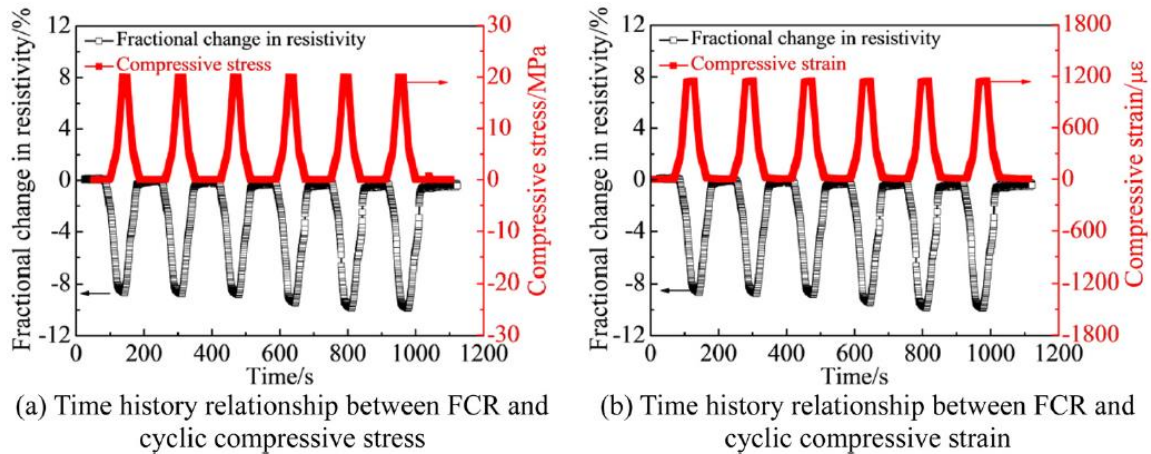 Fractional change in resistivity/%
12
8
4
0
-4
-8
-12
Fractional change in resistivity
Compressive stress
30
20
10
0
-10
-20
-30
Compressive stress/MPa
0 200 400 600 800 1000 1200
Time/s
(a) Time history relationship between FCR and
cyclic compressive stress
Fractional change in resistivity/%
12
8
4
0
-4
-8
-12
Fractional change in resistivity
Compressive strain
1800
1200
600
0
-600
-1200
-1800
Compressive strain/με
0 200 400 600 800 1000 1200
Time/s
(b) Time history relationship between FCR and
cyclic compressive strain